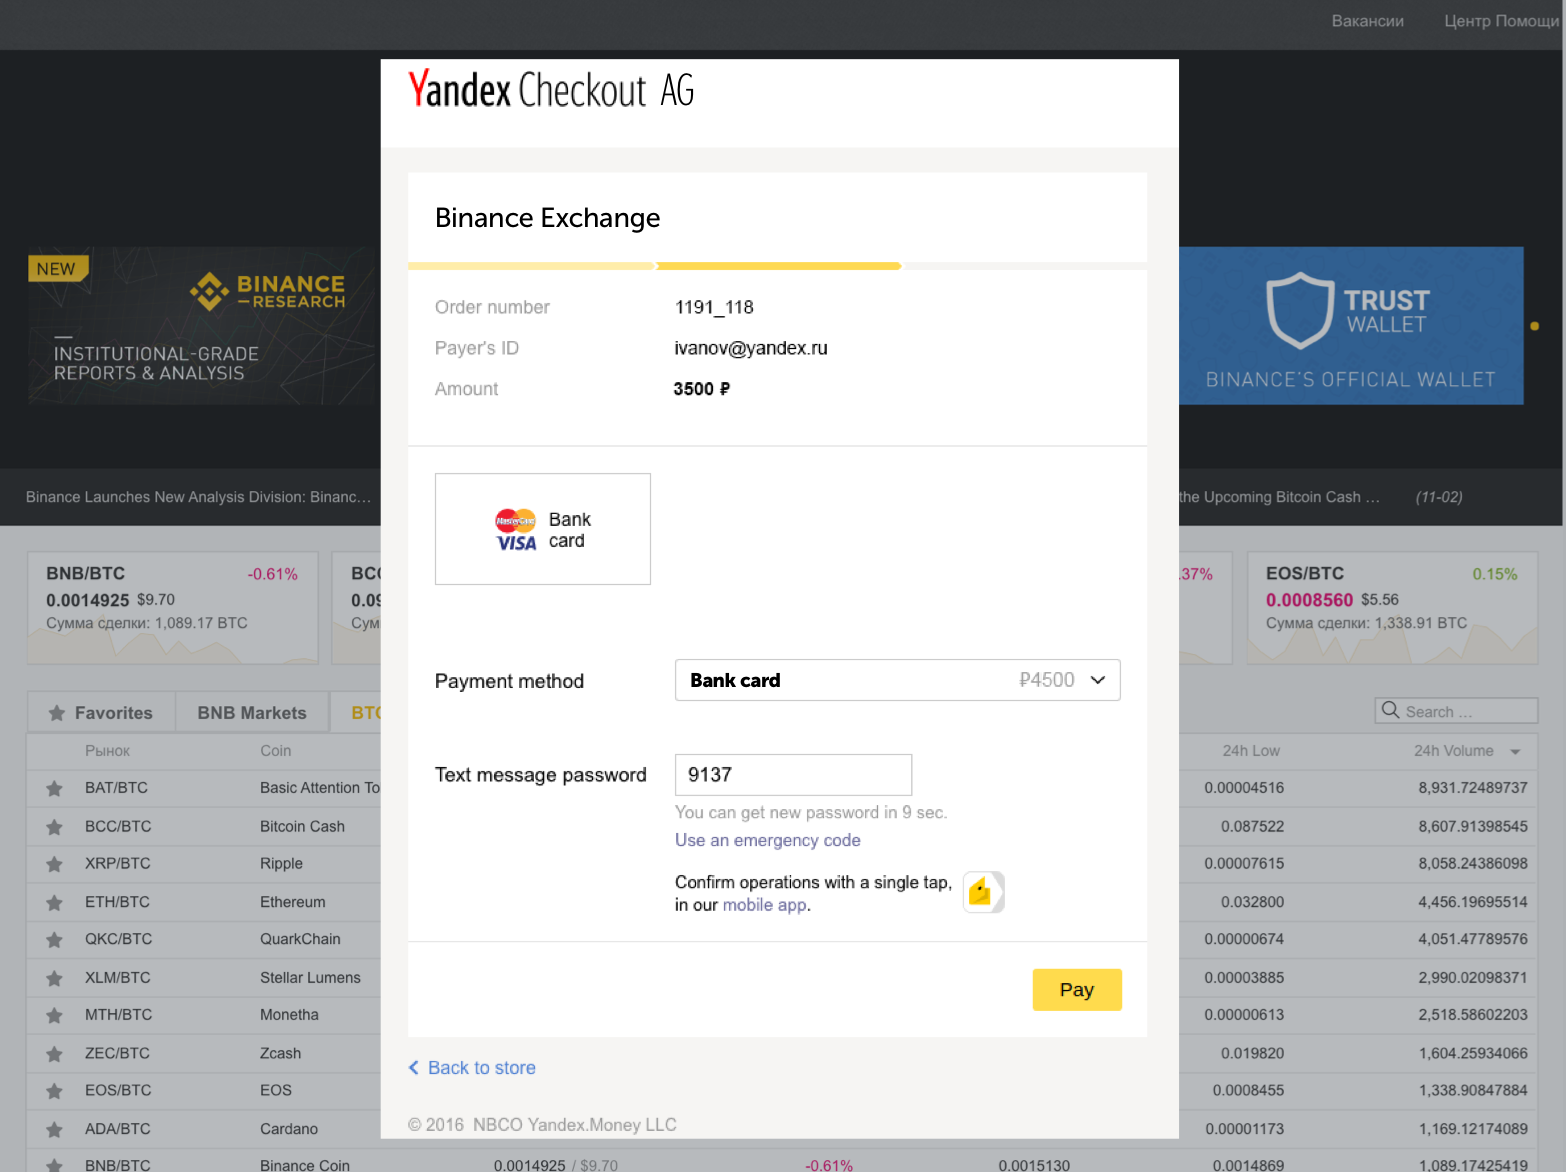 Вакансии Центр Помощи
Yandex Checkout AG
Binance Exchange
NEW
BINANCE
RESEARCH
INSTITUTIONAL-GRADE
REPORTS & ANALYSIS
Order number 1191_118
Payer's ID ivanov@yandex.ru
Amount 3500 ₽
TRUST
WALLET
BINANCE'S OFFICIAL WALLET
Binance Launches New Analysis Division: Binanc...
the Upcoming Bitcoin Cash ... (11-02)
MasterCard
VISA
Bank
card
BNB/BTC -0.61%
0.0014925 $9.70
Сумма сделки: 1,089.17 BTC
BCC
0.09
Сум
.37%
EOS/BTC 0.15%
0.0008560 $5.56
Сумма сделки: 1,338.91 BTC
Payment method Bank card ₽4500
Favorites BNB Markets BTC
Search ...
Text message password 9137
You can get new password in 9 sec.
Use an emergency code
Confirm operations with a single tap,
in our mobile app.
Pay
Back to store
© 2016 NBCO Yandex.Money LLC
Рынок Coin 24h Low 24h Volume
BAT/BTC Basic Attention To 0.00004516 8,931.72489737
BCC/BTC Bitcoin Cash 0.087522 8,607.91398545
XRP/BTC Ripple 0.00007615 8,058.24386098
ETH/BTC Ethereum 0.032800 4,456.19695514
QKC/BTC QuarkChain 0.00000674 4,051.47789576
XLM/BTC Stellar Lumens 0.00003885 2,990.02098371
MTH/BTC Monetha 0.00000613 2,518.58602203
ZEC/BTC Zcash 0.019820 1,604.25934066
EOS/BTC EOS 0.0008455 1,338.90847884
ADA/BTC Cardano 0.00001173 1,169.12174089
BNB/BTC Binance Coin 0.0014925 / $9.70 -0.61% 0.0015130 0.0014869 1,089.17425419